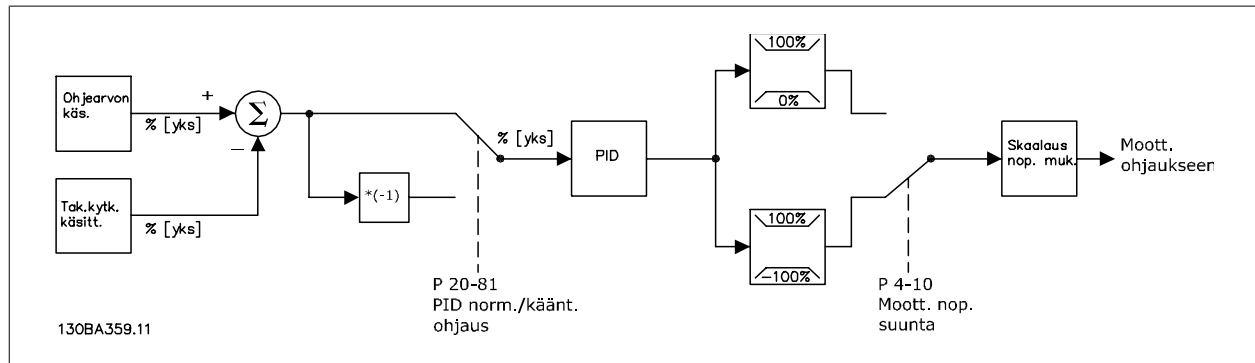 Ohjearvon
käs.
+
% [yks]
Σ
−
Tak.kytk.
käsitt.
% [yks]
*(-1)
% [yks]
P 20-81
PID norm./käänt.
ohjaus
PID
100%
0%
100%
-100%
P 4-10
Moott. nop.
suunta
Skaalaus
nop. muk.
Moott.
ohjaukseen
130BA359.11